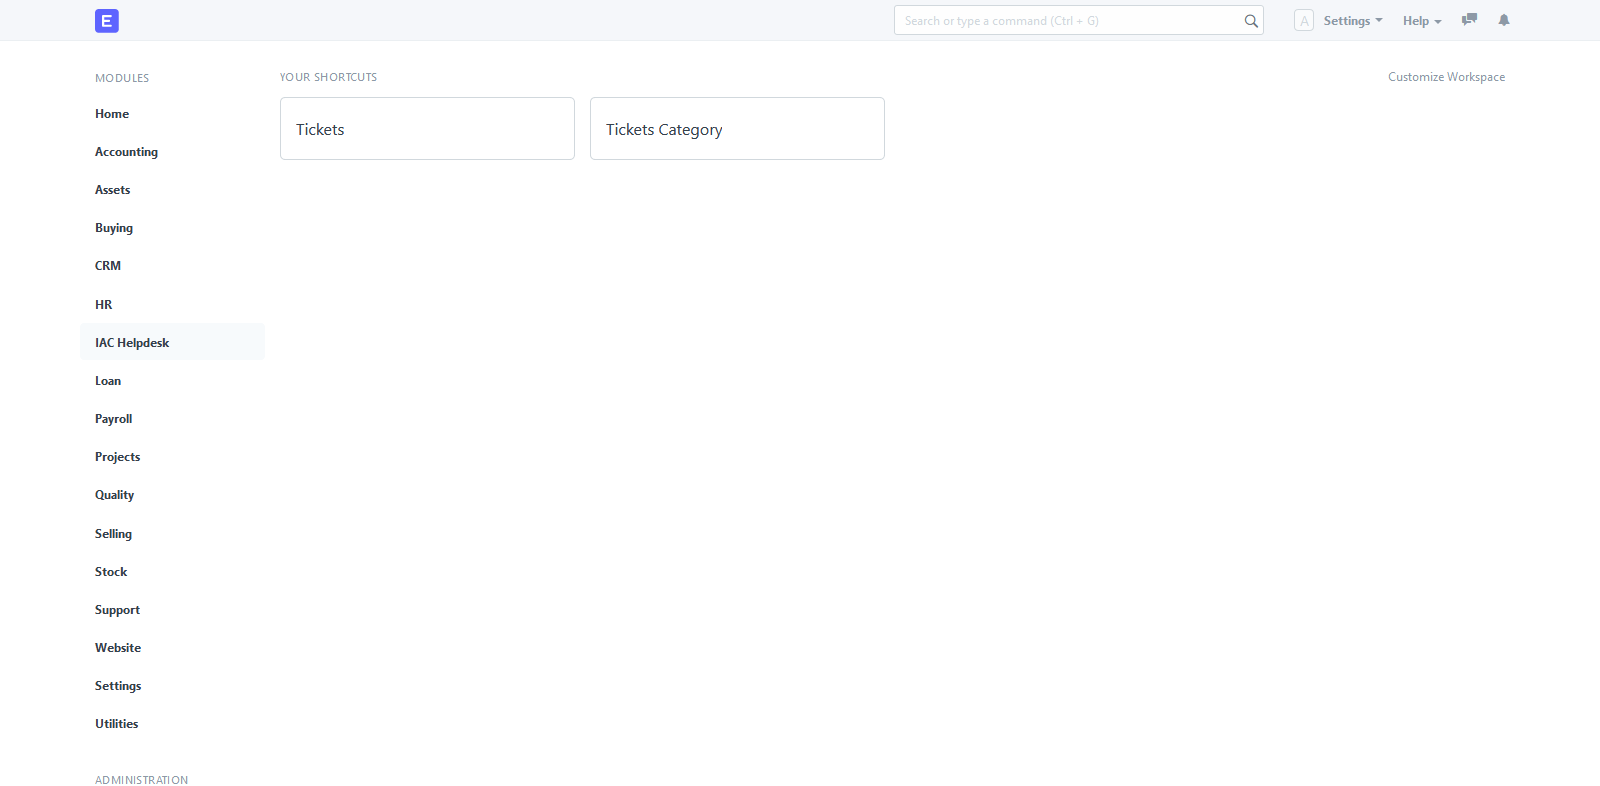 E
Search or type a command (Ctrl + G)
A
Settings
Help
MODULES
Home
Accounting
Assets
Buying
CRM
HR
IAC Helpdesk
Loan
Payroll
Projects
Quality
Selling
Stock
Support
Website
Settings
Utilities
ADMINISTRATION
YOUR SHORTCUTS
Customize Workspace
Tickets
Tickets Category